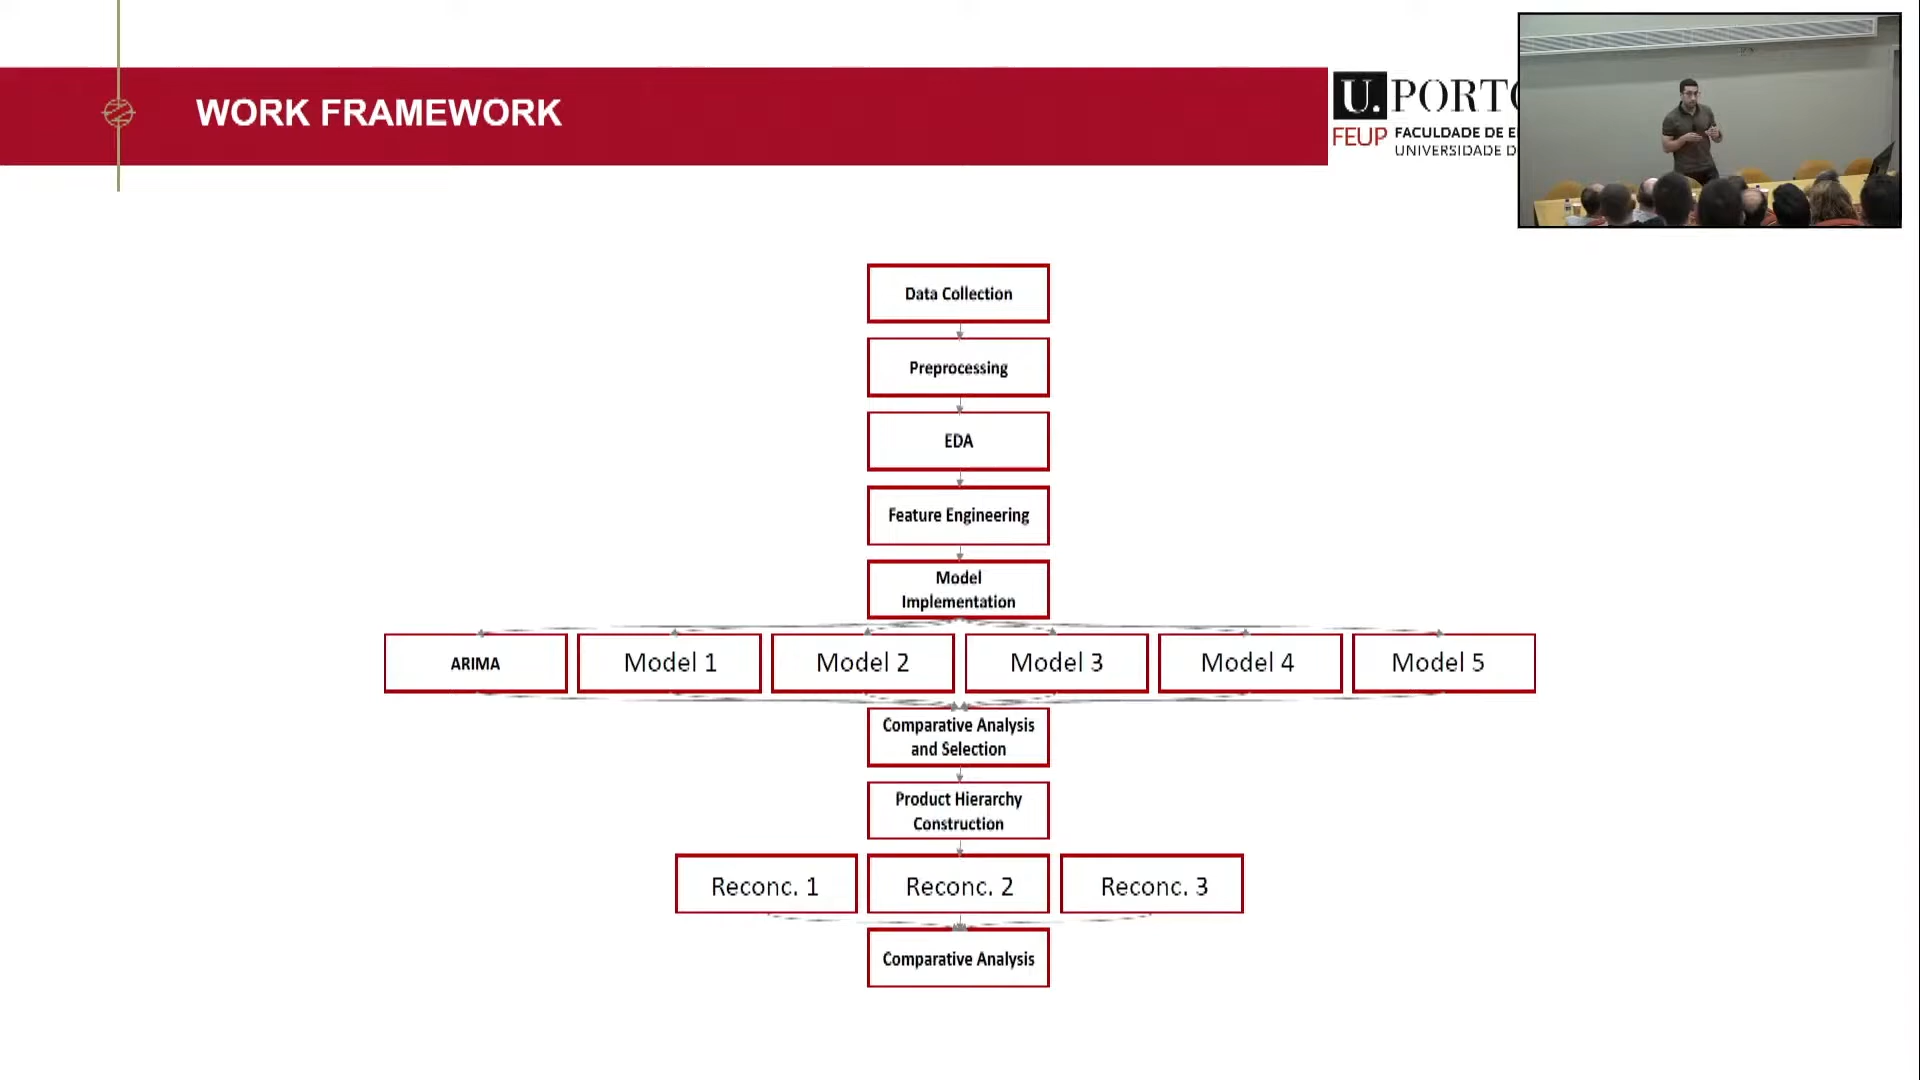 WORK FRAMEWORK
U.PORTO
FEUP FACULDADE DE E
UNIVERSIDADE D
Data Collection
Preprocessing
EDA
Feature Engineering
Model
Implementation
ARIMA
Model 1
Model 2
Model 3
Model 4
Model 5
Comparative Analysis
and Selection
Product Hierarchy
Construction
Reconc. 1
Reconc. 2
Reconc. 3
Comparative Analysis